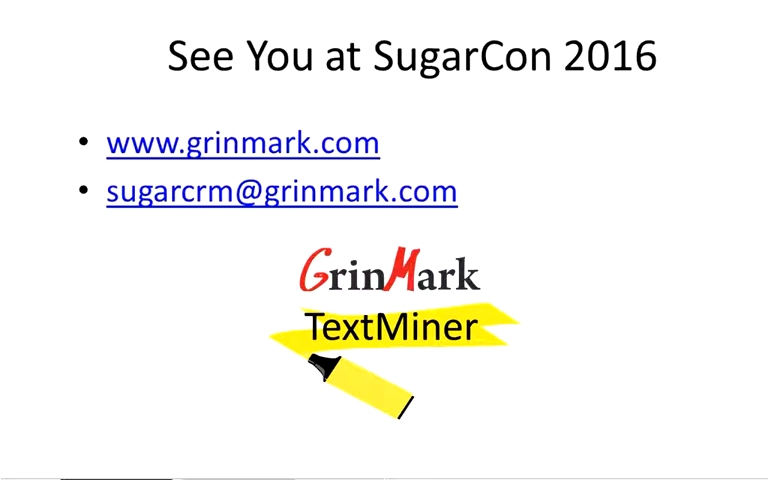 See You at SugarCon 2016
• www.grinmark.com
• sugarcrm@grinmark.com
GrinMark
TextMiner